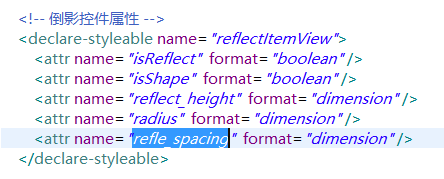 <!-- 倒影控件属性 -->
<declare-styleable name="reflectItemView">
<attr name="isReflect" format="boolean"/>
<attr name="isShape" format="boolean"/>
<attr name="reflect_height" format="dimension"/>
<attr name="radius" format="dimension"/>
<attr name="refle_spacing" format="dimension"/>
</declare-styleable>